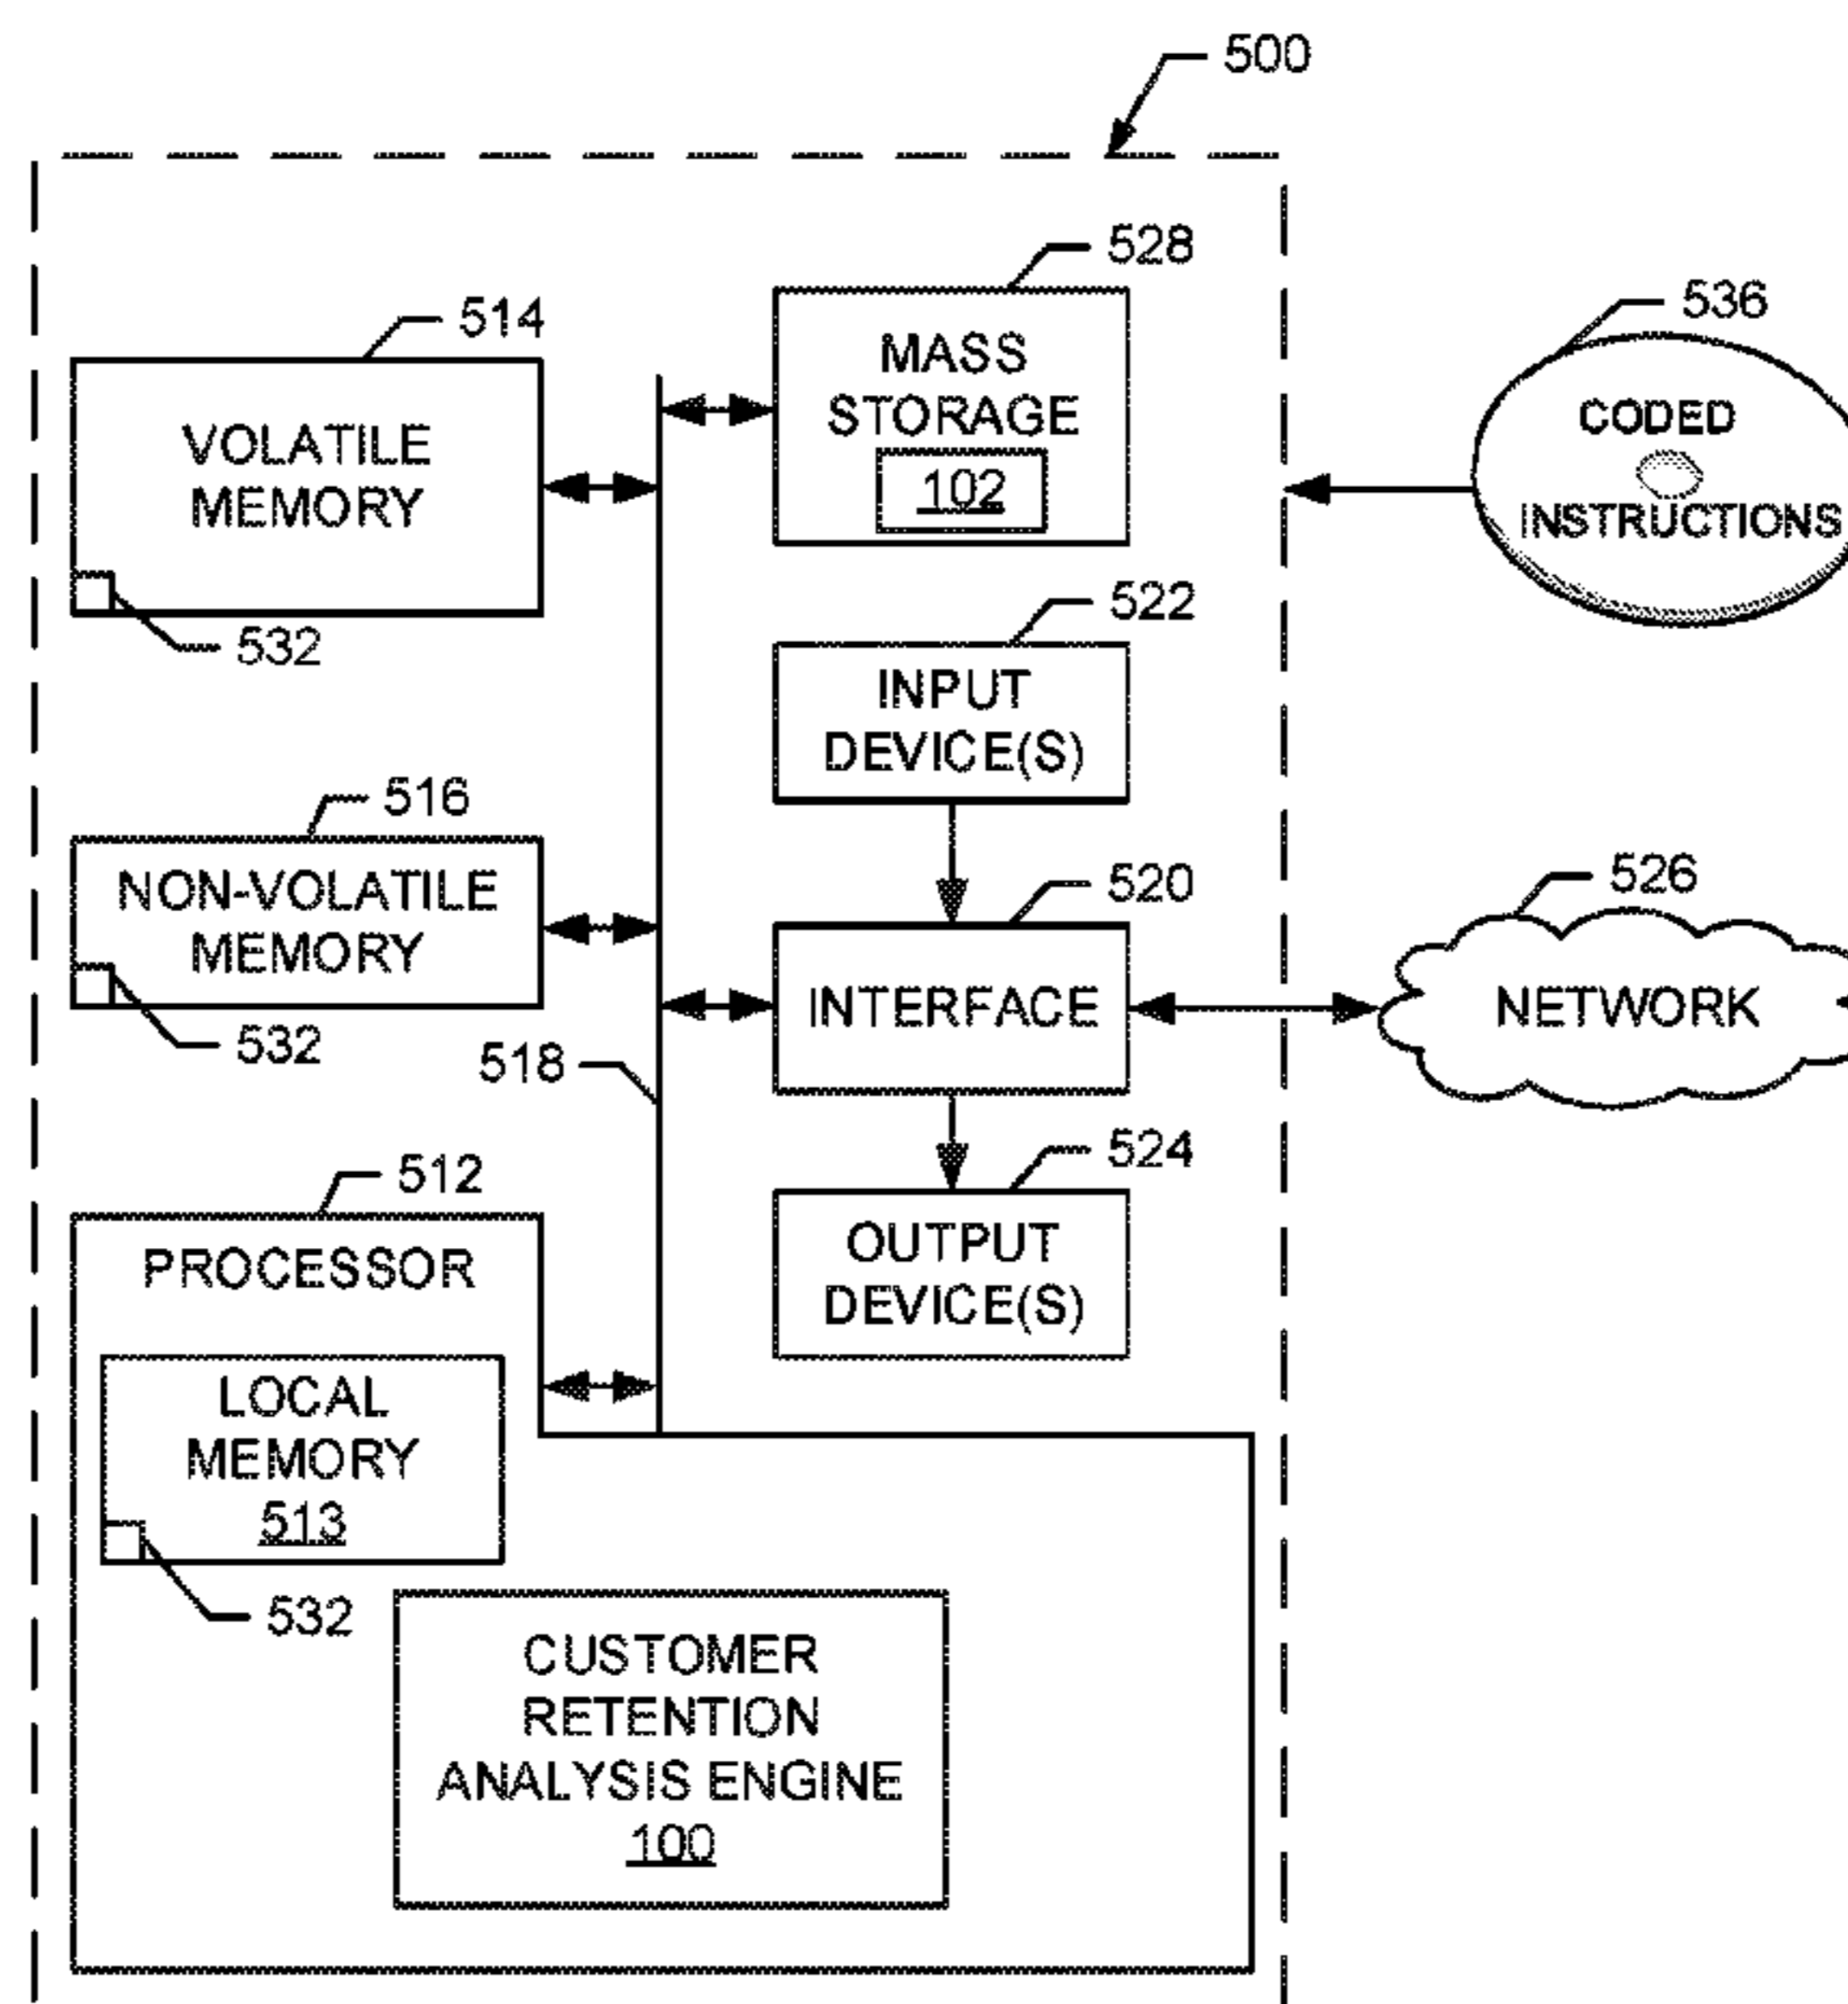 500
528
MASS
STORAGE
102
514
VOLATILE
MEMORY
532
536
CODED
INSTRUCTIONS
522
INPUT
DEVICE(S)
516
NON-VOLATILE
MEMORY
532
518
520
INTERFACE
526
NETWORK
524
OUTPUT
DEVICE(S)
512
PROCESSOR
LOCAL
MEMORY
513
532
CUSTOMER
RETENTION
ANALYSIS ENGINE
100